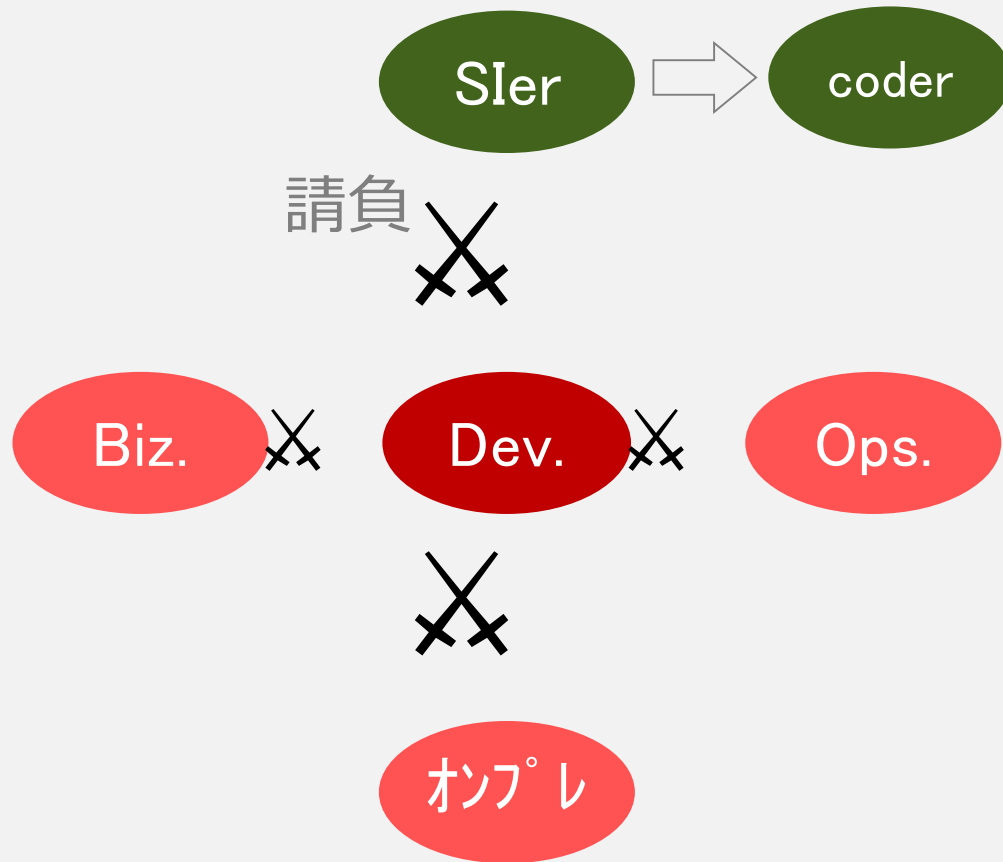 SIer
coder
請負
Biz.
Dev.
Ops.
ｵﾝﾌﾟﾚ